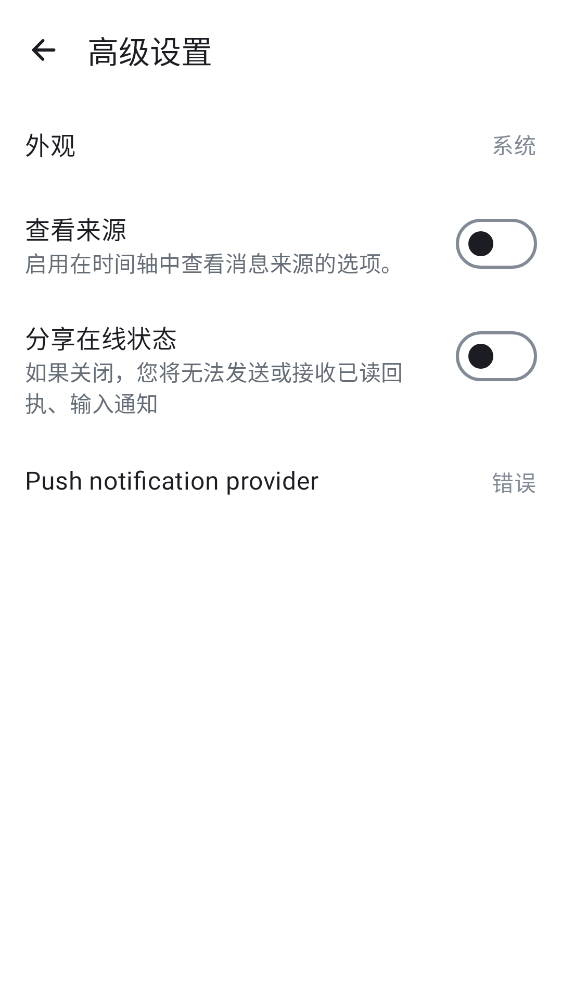 高级设置
外观
系统
查看来源
启用在时间轴中查看消息来源的选项。
分享在线状态
如果关闭，您将无法发送或接收已读回
执、输入通知
Push notification provider
错误